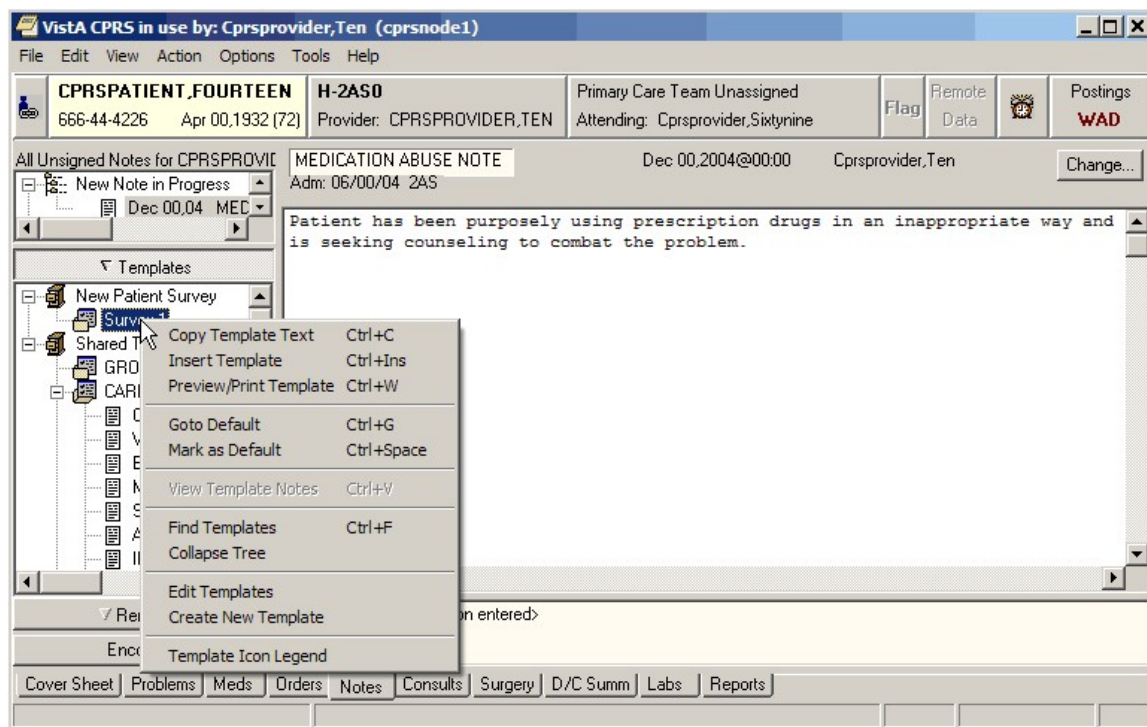 VistA CPRS in use by: Cprsprovider,Ten (cprsnode1)
File Edit View Action Options Tools Help
CPRSPATIENT,FOURTEEN H-2AS0 Primary Care Team Unassigned Flag Remote Data Postings
666-44-4226 Apr 00,1932 (72) Provider: CPRSPROVIDER,TEN Attending: Cprsprovider,Sixtynine WAD
All Unsigned Notes for CPRSPROVIE MEDICATION ABUSE NOTE Dec 00,2004@00:00 Cprsprovider,Ten Change...
New Note in Progress Adm: 06/00/04 2AS
Dec 00,04 MED
Patient has been purposely using prescription drugs in an inappropriate way and
is seeking counseling to combat the problem.
Templates
New Patient Survey
Survey 1
Shared T
GRO
CARI
Copy Template Text Ctrl+C
Insert Template Ctrl+Ins
Preview/Print Template Ctrl+W
Goto Default Ctrl+G
Mark as Default Ctrl+Space
View Template Notes Ctrl+V
Find Templates Ctrl+F
Collapse Tree
Edit Templates
Create New Template
Template Icon Legend
Rei
Enco
n entered>
Cover Sheet Problems Meds Orders Notes Consults Surgery D/C Summ Labs Reports